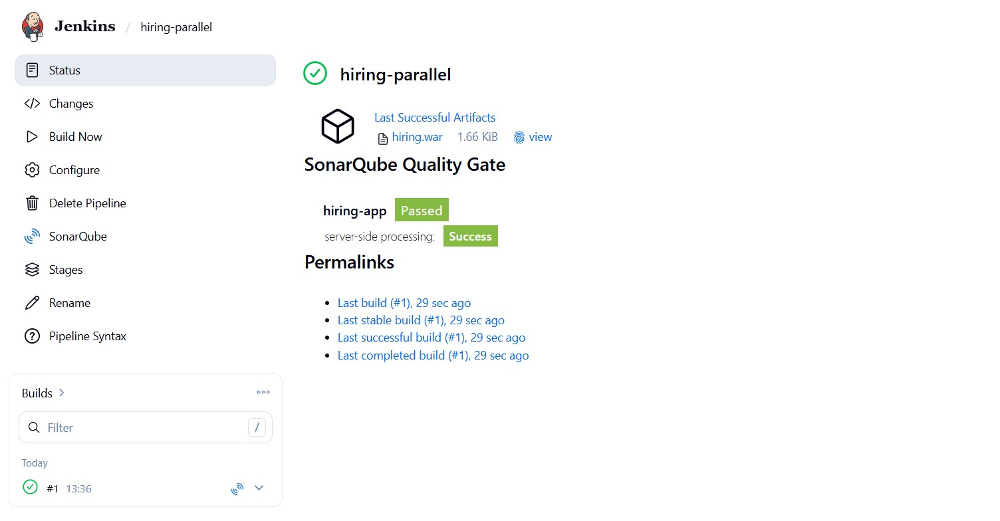 Jenkins / hiring-parallel
Status
Changes
Build Now
Configure
Delete Pipeline
SonarQube
Stages
Rename
Pipeline Syntax
Builds
Filter /
Today
#1 13:36
hiring-parallel
Last Successful Artifacts
hiring.war 1.66 KiB view
SonarQube Quality Gate
hiring-app Passed
server-side processing: Success
Permalinks
Last build (#1), 29 sec ago
Last stable build (#1), 29 sec ago
Last successful build (#1), 29 sec ago
Last completed build (#1), 29 sec ago